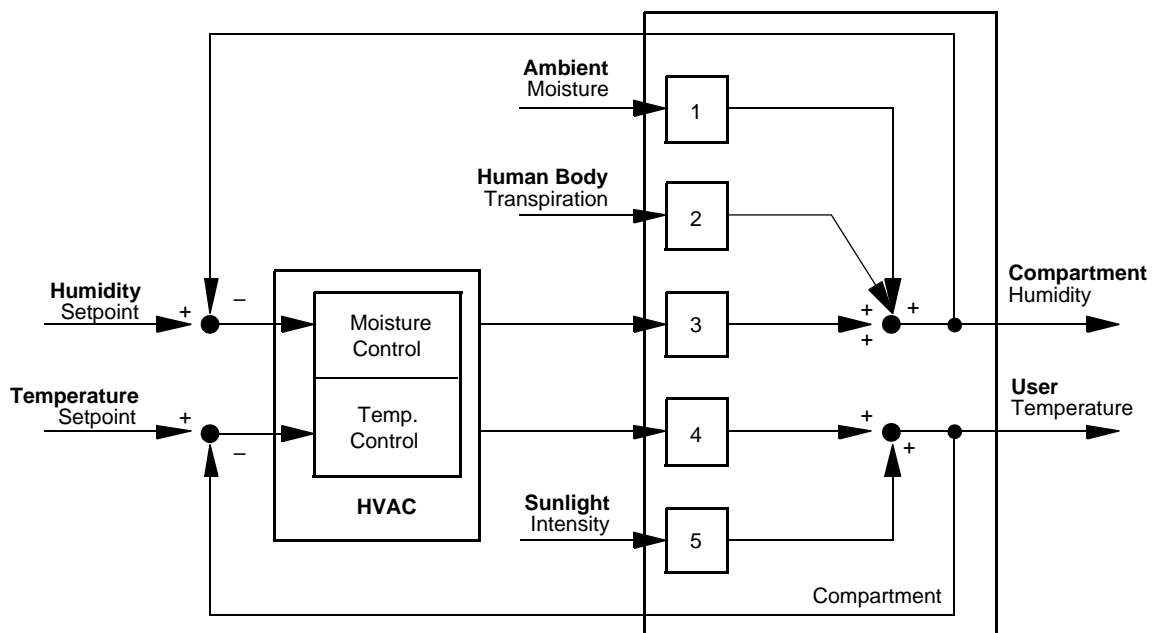 Ambient
Moisture
1
Human Body
Transpiration
2
Humidity
Setpoint
+
–
Moisture
Control
3
+
+
+
Compartment
Humidity
Temperature
Setpoint
+
–
Temp.
Control
HVAC
4
+
+
User
Temperature
Sunlight
Intensity
5
Compartment